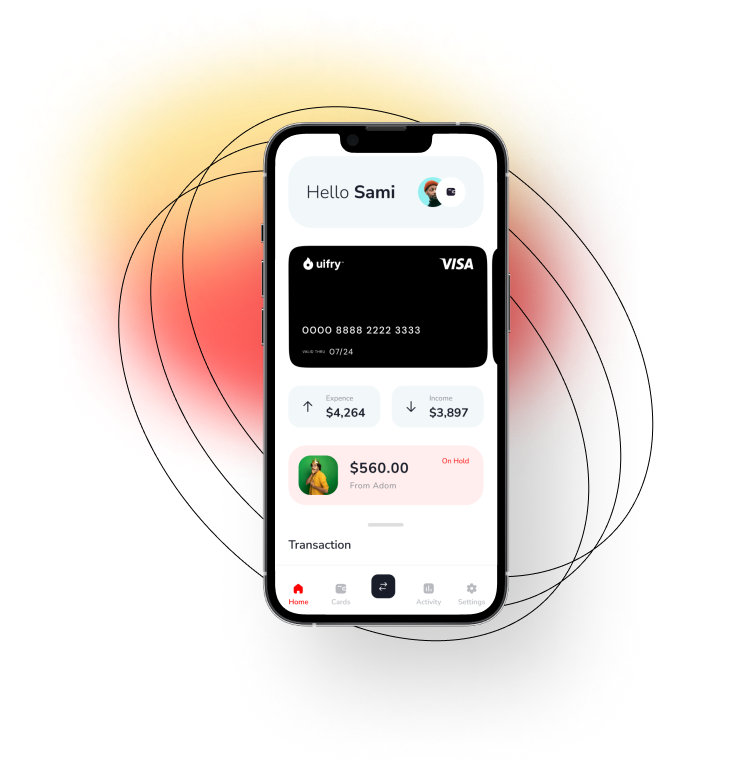 Hello Sami
uifry™
VISA
0000 8888 2222 3333
VALID THRU 07/24
Expence
$4,264
Income
$3,897
$560.00
On Hold
From Adom
Transaction
Home
Cards
Activity
Settings